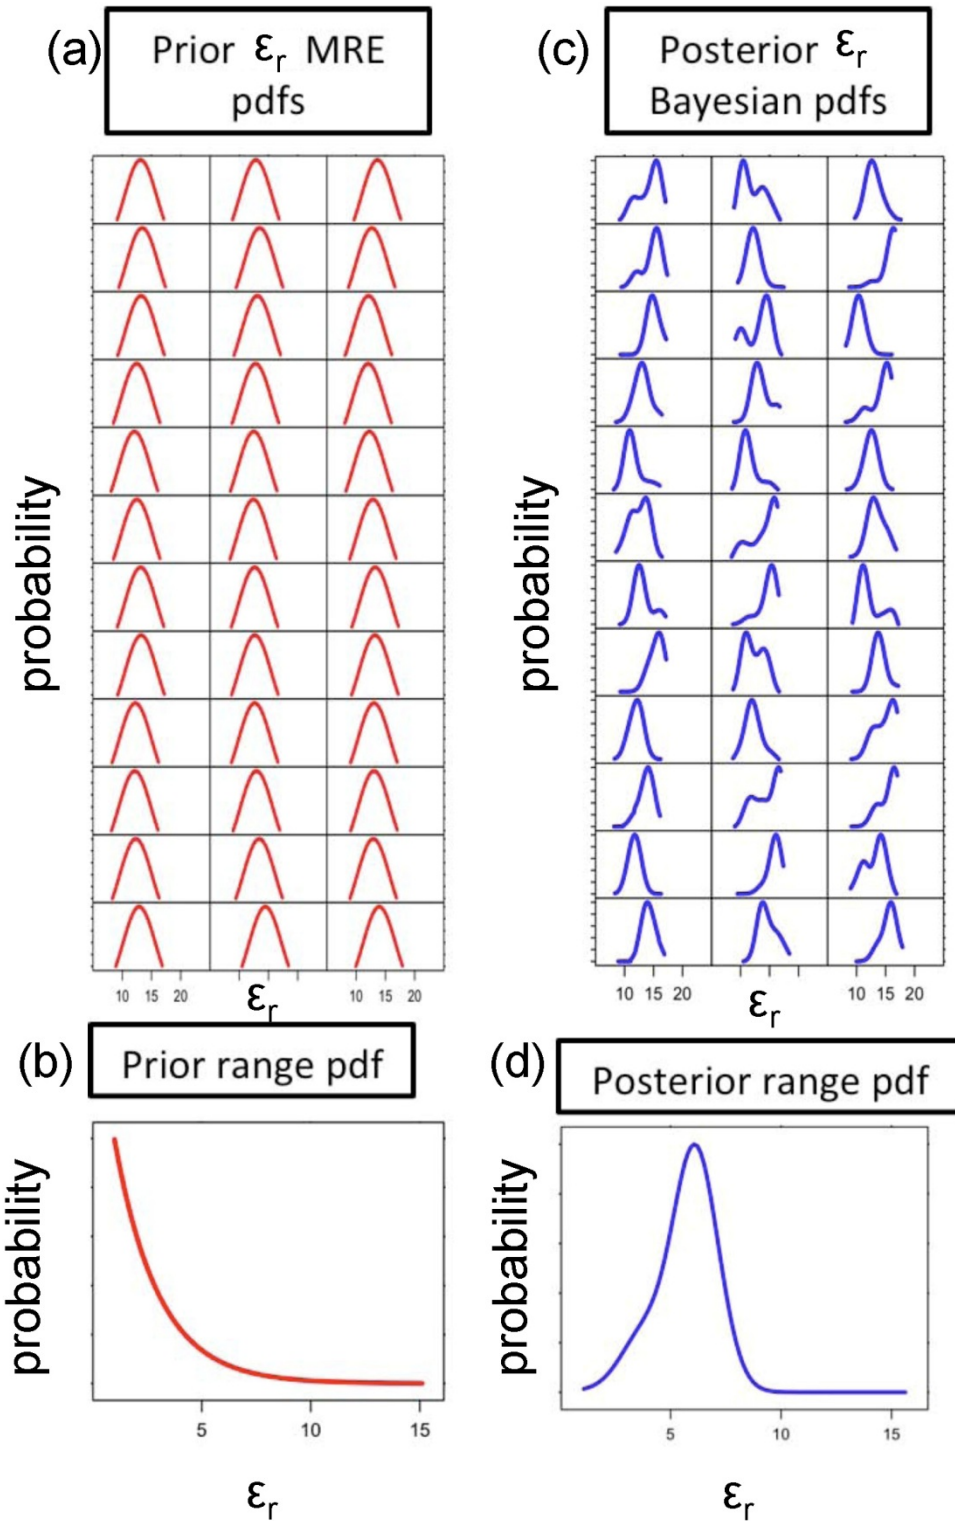 (a)
Prior εr MRE
pdfs
probability
10 15 20
10 15 20
εr
(c)
Posterior εr
Bayesian pdfs
probability
10 15 20
10 15 20
εr
(b)
Prior range pdf
probability
5 10 15
εr
(d)
Posterior range pdf
probability
5 10 15
εr